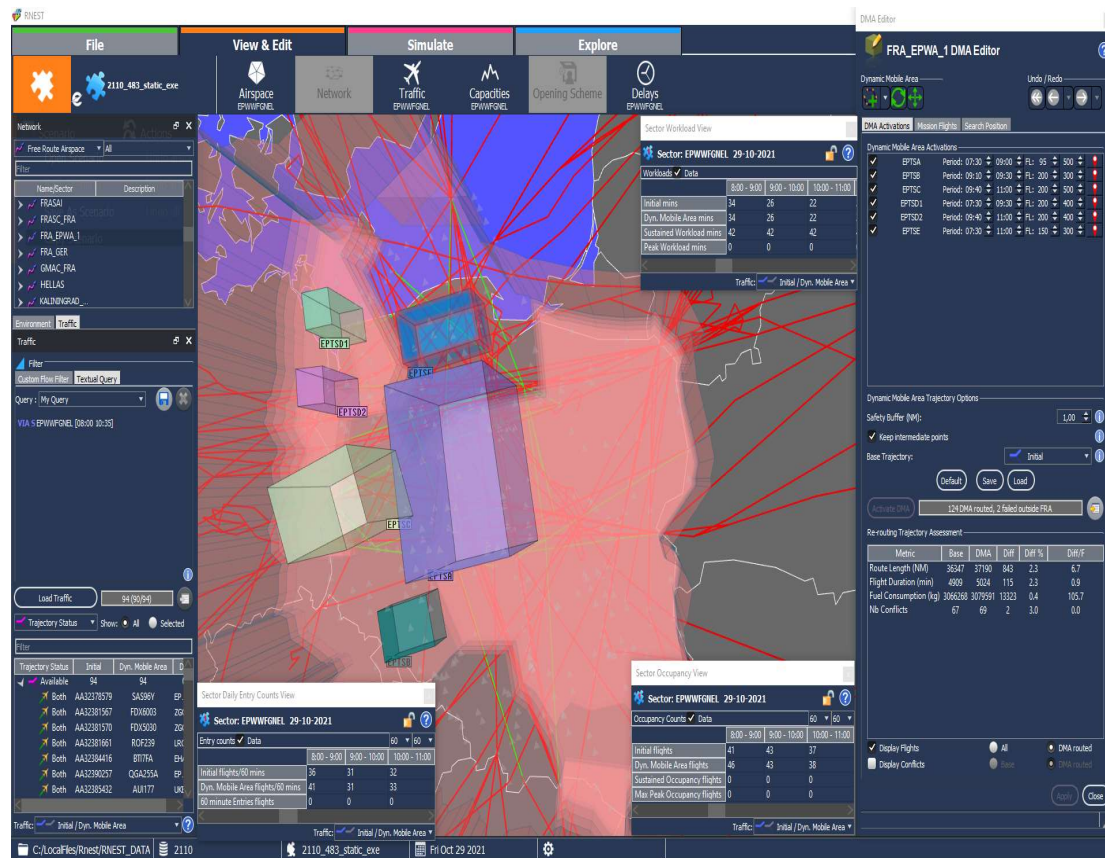 RNEST
File View & Edit Simulate Explore
2110_483_static_exe
Airspace Network Traffic Capacities Opening Scheme Delays
EPWWFGNEL EPWWFGNEL EPWWFGNEL EPWWFGNEL
Network
Free Route Airspace All
Filter
Name/Sector Description
FRASAI
FRASC_FRA
FRA_EPWA_1
FRA_GER
GMAC_FRA
HELLAS
KALININGRAD_...
Environment Traffic
Traffic
Filter
Custom Flow Filter Textual Query
Query : My Query
VIA S EPWWFGNEL [08:00 10:35]
Load Traffic 94 (90/94)
Trajectory Status Show: All Selected
Filter
Trajectory Status Initial Dyn. Mobile Area D
Available 94 94
Both AA32378579 SAS96Y EP
Both AA32381567 FDX6003 ZG
Both AA32381570 FDX5030 ZG
Both AA32381661 ROF239 LRC
Both AA32384416 BTI7FA EH
Both AA32390257 QGA255A EP
Both AA32385432 AUI177 UK
Traffic: Initial / Dyn. Mobile Area
EPTSD1
EPTSE
EPTSD2
EPTSC
EPTSA
EPTSB
Sector Workload View
Sector: EPWWFGNEL 29-10-2021
Workloads Data
8:00 - 9:00 9:00 - 10:00 10:00 - 11:00
Initial mins 34 26 22
Dyn. Mobile Area mins 34 26 22
Sustained Workload mins 42 42 42
Peak Workload mins 0 0 0
Traffic: Initial / Dyn. Mobile Area
Sector Daily Entry Counts View
Sector: EPWWFGNEL 29-10-2021
Entry counts Data 60 60
8:00 - 9:00 9:00 - 10:00 10:00 - 11:00
Initial flights/60 mins 36 31 32
Dyn. Mobile Area flights/60 mins 41 31 33
60 minute Entries flights 0 0 0
Traffic: Initial / Dyn. Mobile Area
Sector Occupancy View
Sector: EPWWFGNEL 29-10-2021
Occupancy Counts Data 60 60
8:00 - 9:00 9:00 - 10:00 10:00 - 11:00
Initial flights 41 43 37
Dyn. Mobile Area flights 46 43 38
Sustained Occupancy flights 0 0 0
Max Peak Occupancy flights 0 0 0
Traffic: Initial / Dyn. Mobile Area
DMA Editor
FRA_EPWA_1 DMA Editor
Dynamic Mobile Area Undo / Redo
DMA Activations Mission Flights Search Position
Dynamic Mobile Area Activations
EPTSA Period: 07:30 09:00 FL: 95 500
EPTSB Period: 09:10 09:30 FL: 200 300
EPTSC Period: 09:40 11:00 FL: 200 500
EPTSD1 Period: 07:30 09:30 FL: 200 400
EPTSD2 Period: 09:40 11:00 FL: 200 400
EPTSE Period: 07:30 11:00 FL: 150 300
Dynamic Mobile Area Trajectory Options
Safety Buffer (NM): 1,00
Keep intermediate points
Base Trajectory: Initial
Default Save Load
Activate DMA 124 DMA routed, 2 failed outside FRA
Re-routing Trajectory Assessment
Metric Base DMA Diff Diff % Diff/F
Route Length (NM) 36347 37190 843 2.3 6.7
Flight Duration (min) 4909 5024 115 2.3 0.9
Fuel Consumption (kg) 3066268 3079591 13323 0.4 105.7
Nb Conflicts 67 69 2 3.0 0.0
Display Flights All DMA routed
Display Conflicts Base DMA routed
Apply Close
C:/LocalFiles/Rnest/RNEST_DATA 2110 2110_483_static_exe Fri Oct 29 2021